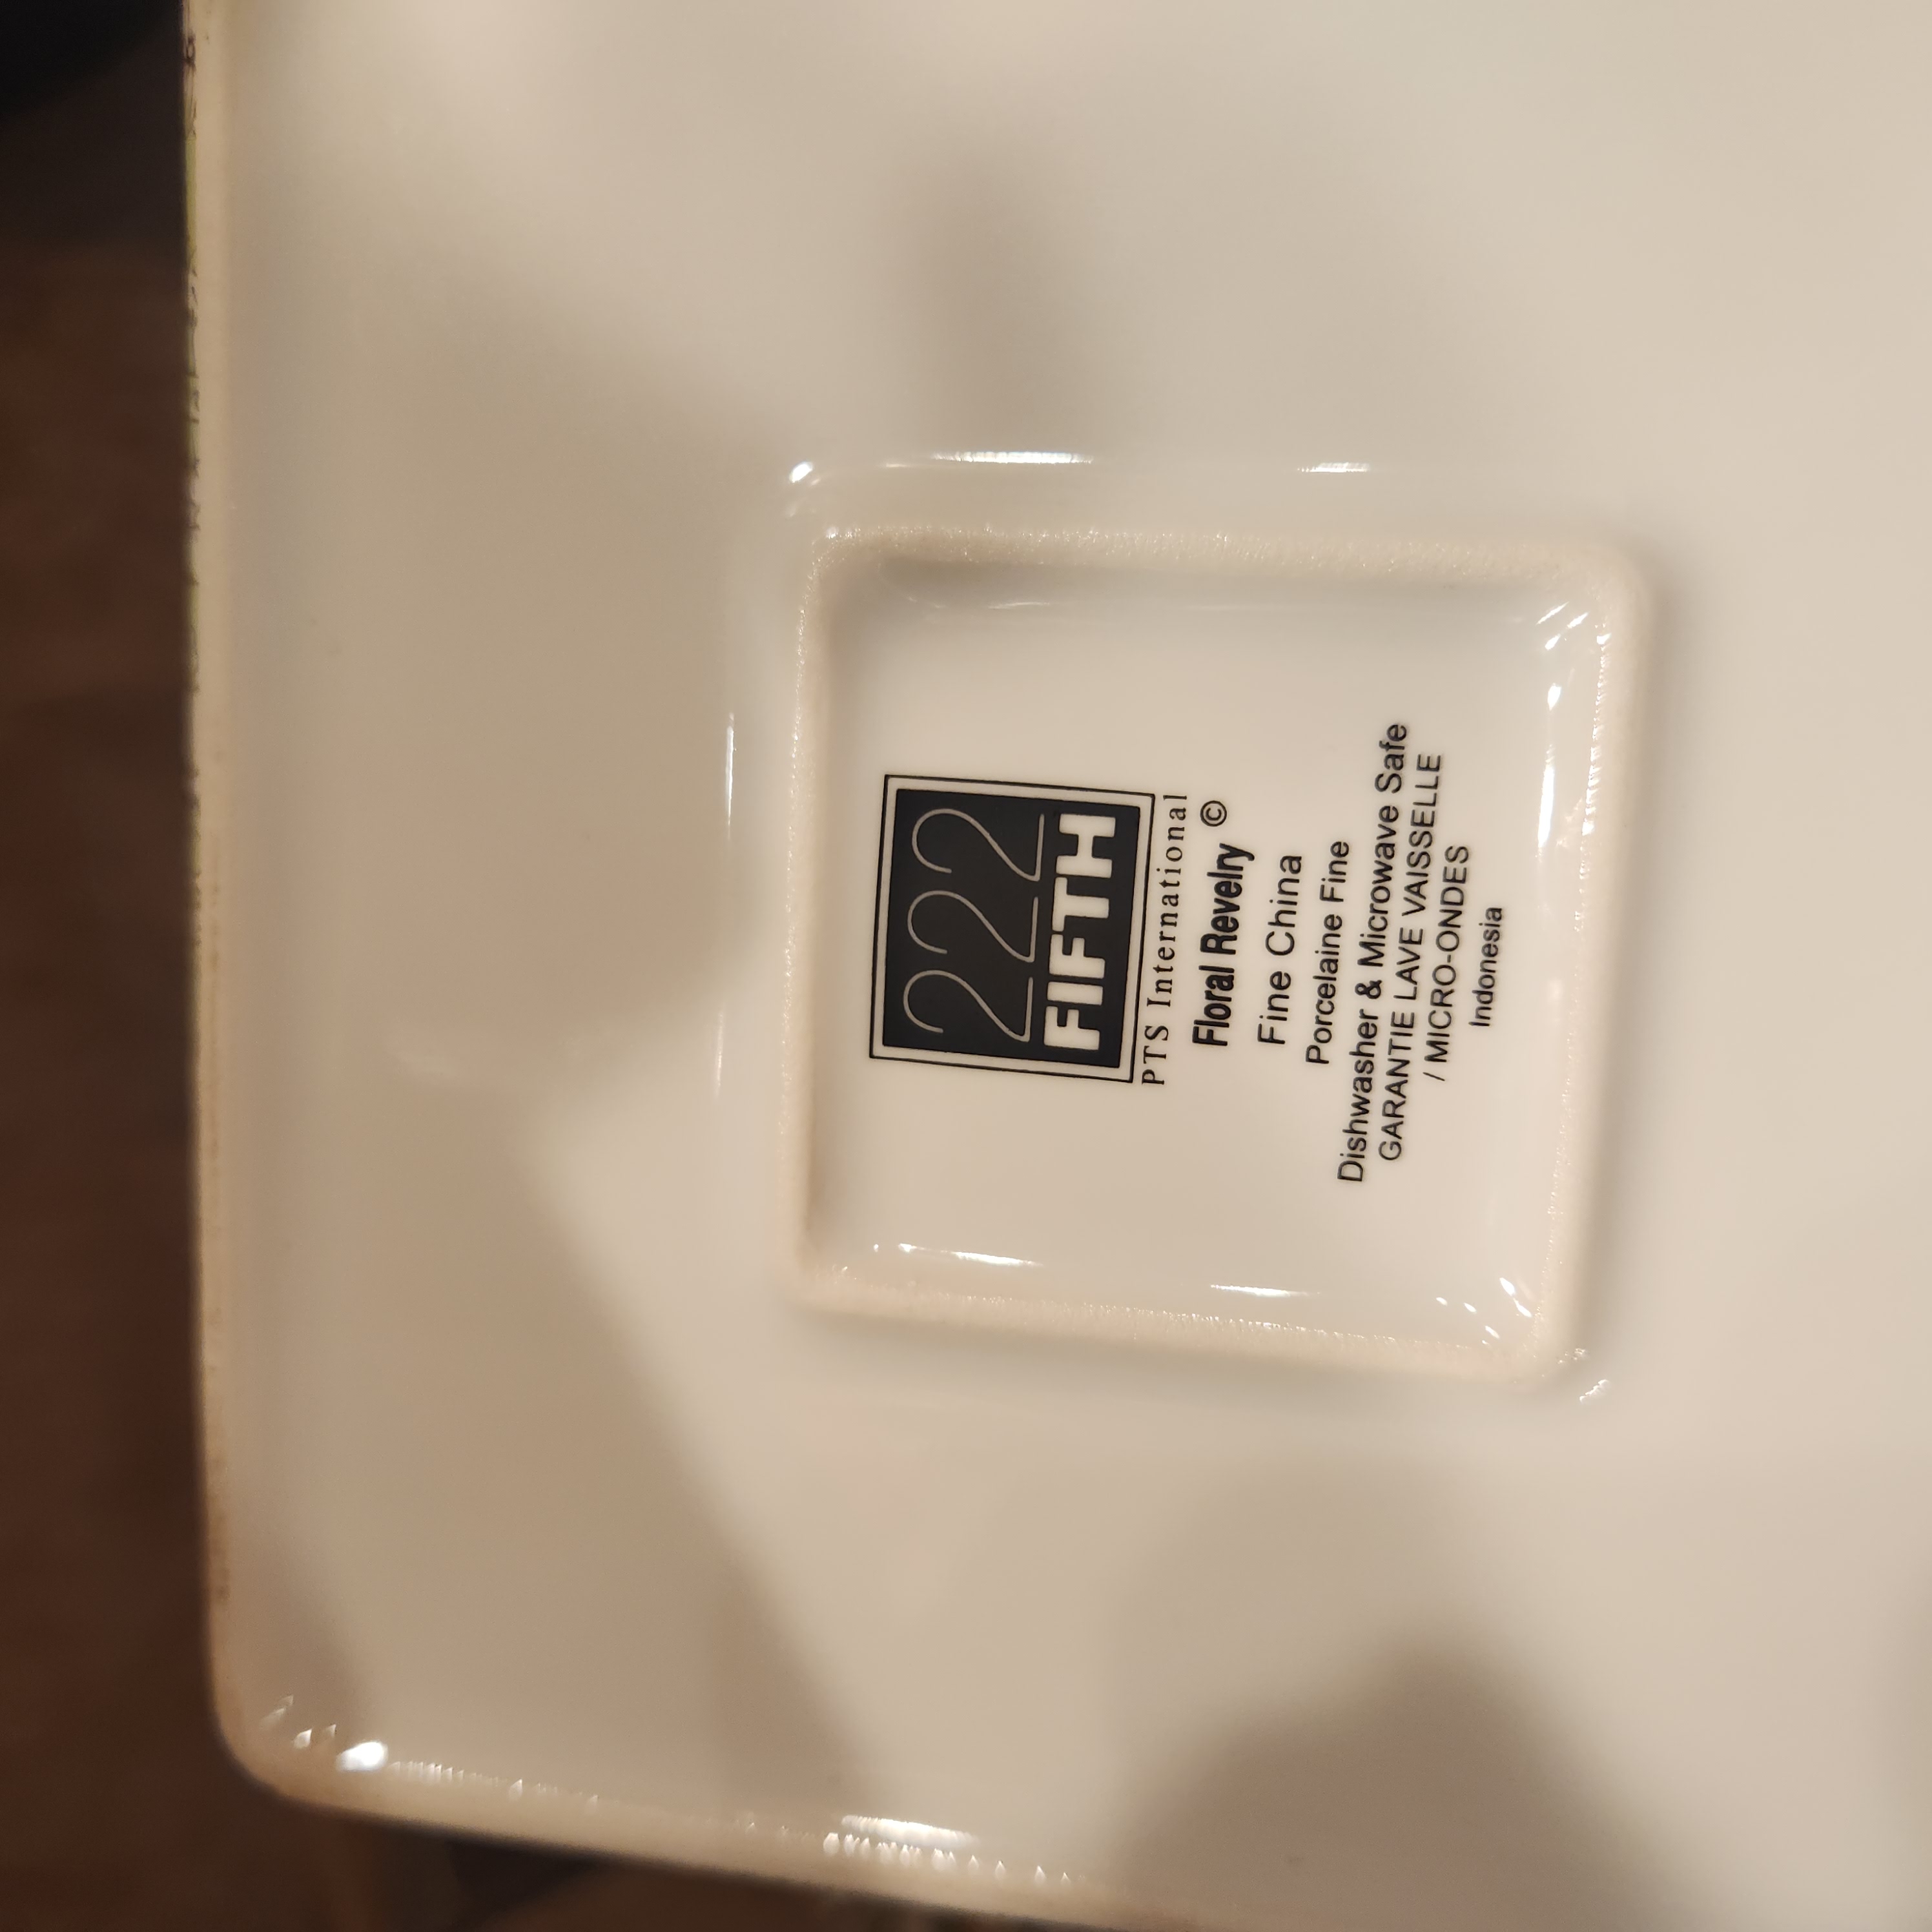 222
FIFTH
PTS International
Floral Revelry ©
Fine China
Porcelaine Fine
Dishwasher & Microwave Safe
GARANTIE LAVE VAISSELLE
/ MICRO-ONDES
Indonesia